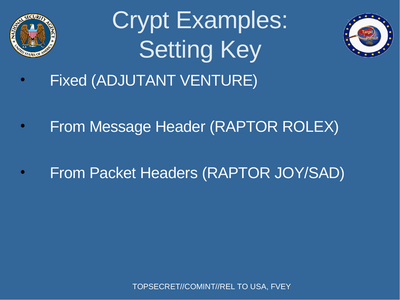 Crypt Examples:
Setting Key
• Fixed (ADJUTANT VENTURE)
• From Message Header (RAPTOR ROLEX)
• From Packet Headers (RAPTOR JOY/SAD)
TOPSECRET//COMINT//REL TO USA, FVEY